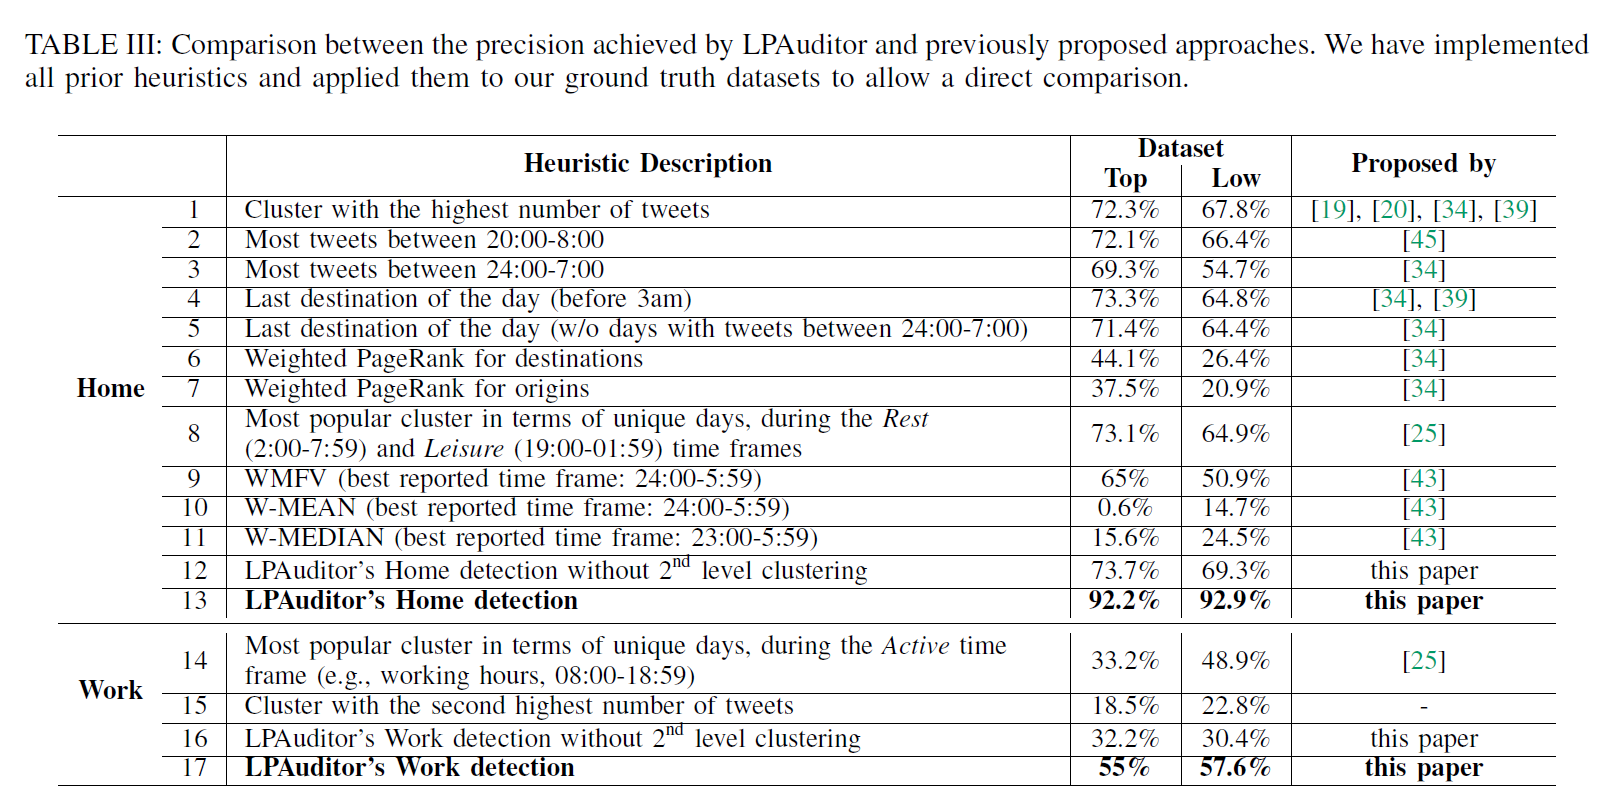 TABLE III: Comparison between the precision achieved by LPAuditor and previously proposed approaches. We have implemented
all prior heuristics and applied them to our ground truth datasets to allow a direct comparison.
Heuristic Description Dataset Proposed by
Top Low
Home
1 Cluster with the highest number of tweets 72.3% 67.8% [19], [20], [34], [39]
2 Most tweets between 20:00-8:00 72.1% 66.4% [45]
3 Most tweets between 24:00-7:00 69.3% 54.7% [34]
4 Last destination of the day (before 3am) 73.3% 64.8% [34], [39]
5 Last destination of the day (w/o days with tweets between 24:00-7:00) 71.4% 64.4% [34]
6 Weighted PageRank for destinations 44.1% 26.4% [34]
7 Weighted PageRank for origins 37.5% 20.9% [34]
8 Most popular cluster in terms of unique days, during the Rest
(2:00-7:59) and Leisure (19:00-01:59) time frames 73.1% 64.9% [25]
9 WMFV (best reported time frame: 24:00-5:59) 65% 50.9% [43]
10 W-MEAN (best reported time frame: 24:00-5:59) 0.6% 14.7% [43]
11 W-MEDIAN (best reported time frame: 23:00-5:59) 15.6% 24.5% [43]
12 LPAuditor's Home detection without 2nd level clustering 73.7% 69.3% this paper
13 LPAuditor's Home detection 92.2% 92.9% this paper
Work
14 Most popular cluster in terms of unique days, during the Active time
frame (e.g., working hours, 08:00-18:59) 33.2% 48.9% [25]
15 Cluster with the second highest number of tweets 18.5% 22.8% -
16 LPAuditor's Work detection without 2nd level clustering 32.2% 30.4% this paper
17 LPAuditor's Work detection 55% 57.6% this paper